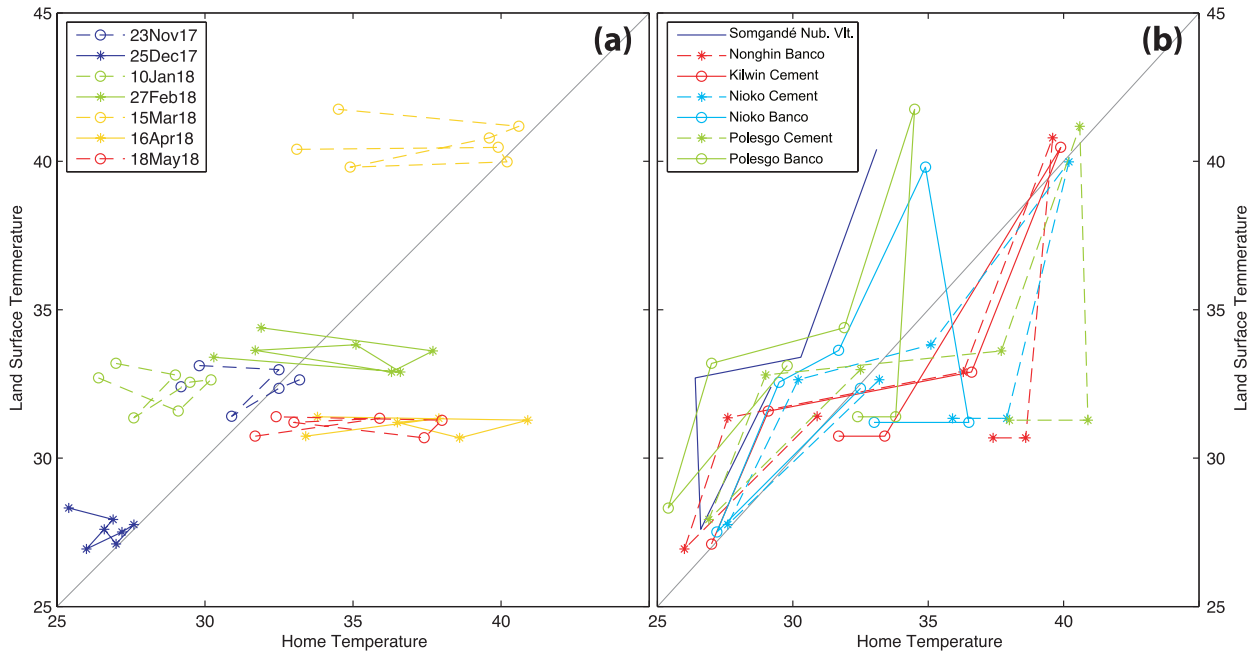 (a)
23Nov17
25Dec17
10Jan18
27Feb18
15Mar18
16Apr18
18May18
45
40
35
30
25
25
30
35
40
Home Temperature
Land Surface Temmerature
(b)
Somgandé Nub. Vlt.
Nonghin Banco
Kilwin Cement
Nioko Cement
Nioko Banco
Polesgo Cement
Polesgo Banco
45
40
35
30
25
25
30
35
40
45
Home Temperature
Land Surface Temmerature